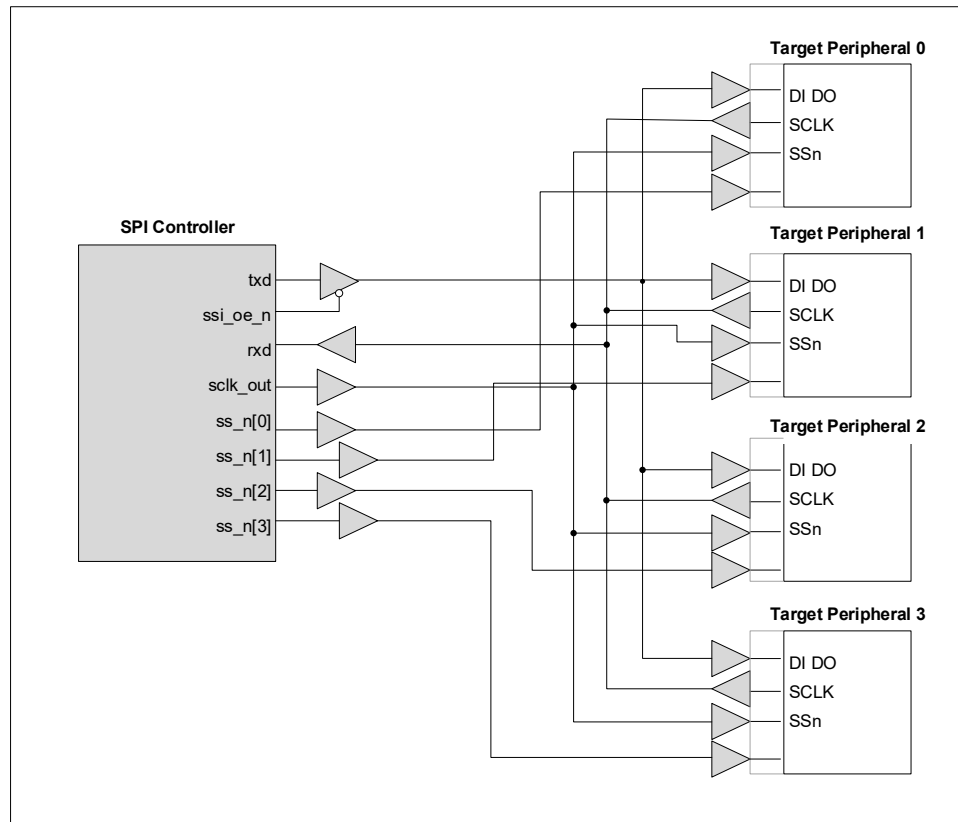 Target Peripheral 0
DI DO
SCLK
SSn
SPI Controller
txd
ssi_oe_n
rxd
sclk_out
ss_n[0]
ss_n[1]
ss_n[2]
ss_n[3]
Target Peripheral 1
DI DO
SCLK
SSn
Target Peripheral 2
DI DO
SCLK
SSn
Target Peripheral 3
DI DO
SCLK
SSn